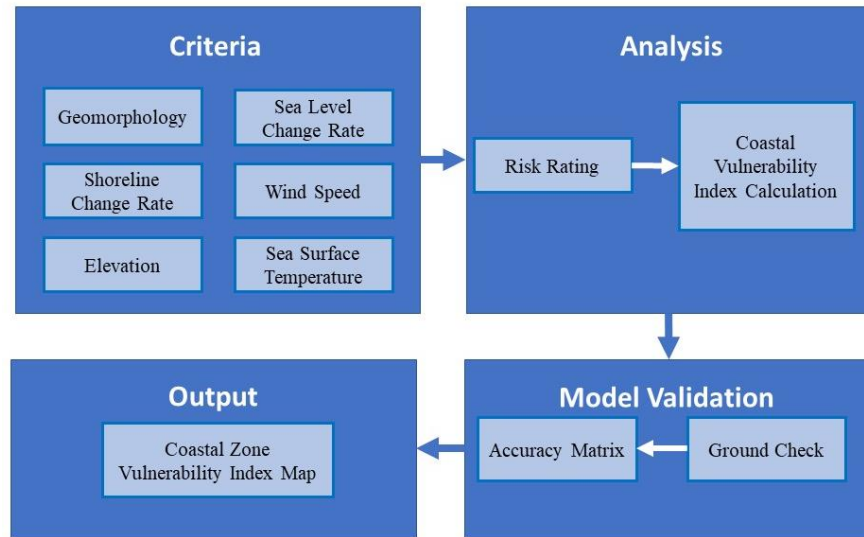 Criteria
Geomorphology
Sea Level
Change Rate
Shoreline
Change Rate
Wind Speed
Elevation
Sea Surface
Temperature
Analysis
Risk Rating
Coastal
Vulnerability
Index Calculation
Output
Coastal Zone
Vulnerability Index Map
Model Validation
Accuracy Matrix
Ground Check